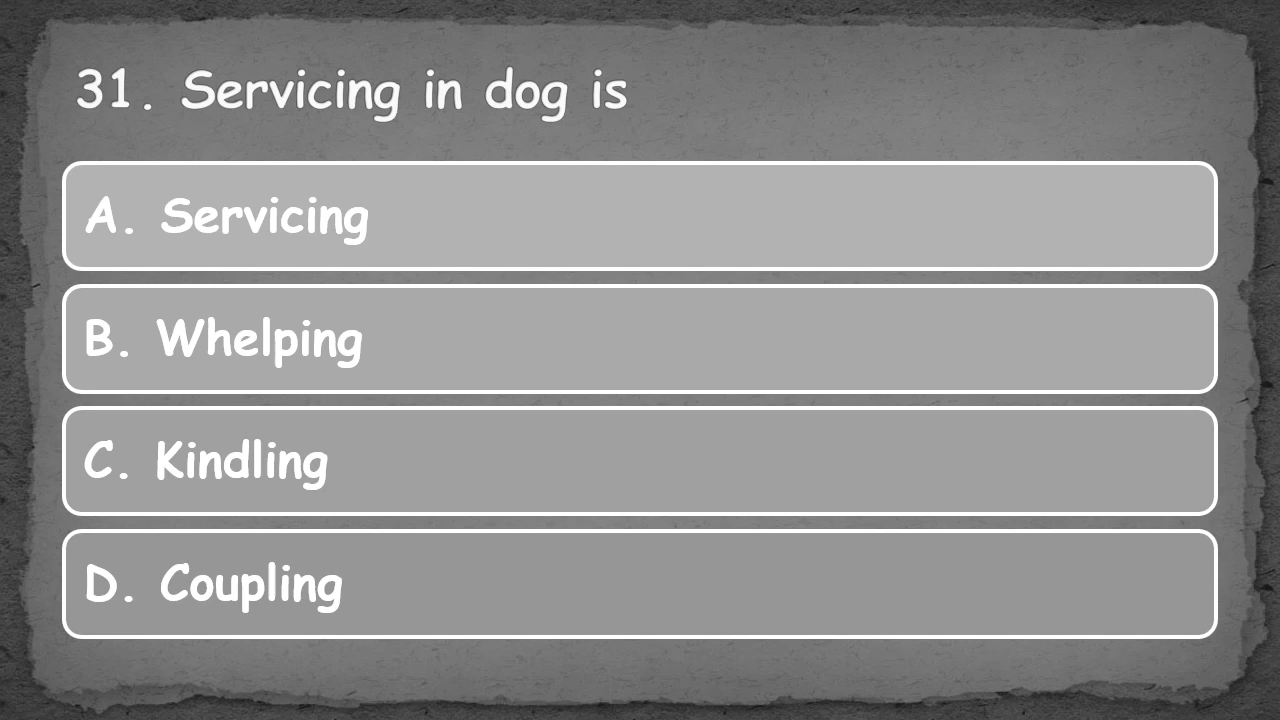 31. Servicing in dog is
A. Servicing
B. Whelping
C. Kindling
D. Coupling